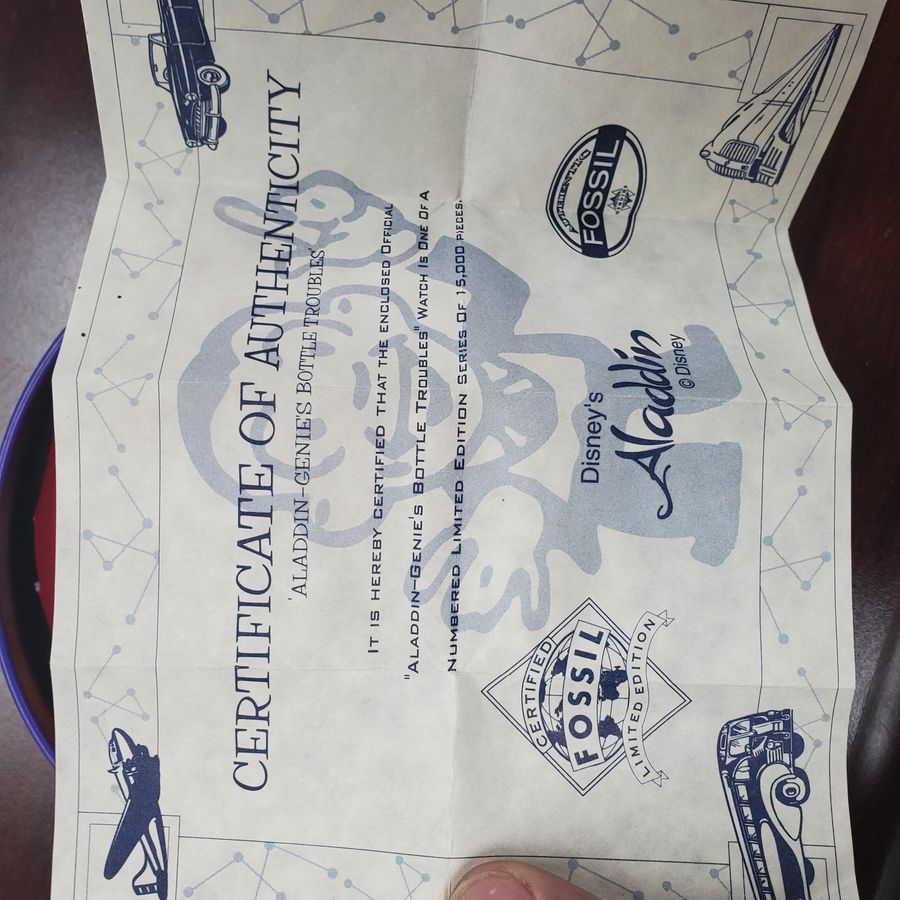 CERTIFICATE OF AUTHENTICITY
'ALADDIN-GENIE'S BOTTLE TROUBLES'
IT IS HEREBY CERTIFIED THAT THE ENCLOSED OFFICIAL
"ALADDIN-GENIE'S BOTTLE TROUBLES" WATCH IS ONE OF A
NUMBERED LIMITED EDITION SERIES OF 15,000 PIECES.
CERTIFIED
FOSSIL
LIMITED EDITION
Disney's
Aladdin
© Disney
AUTHENTIC
FOSSIL